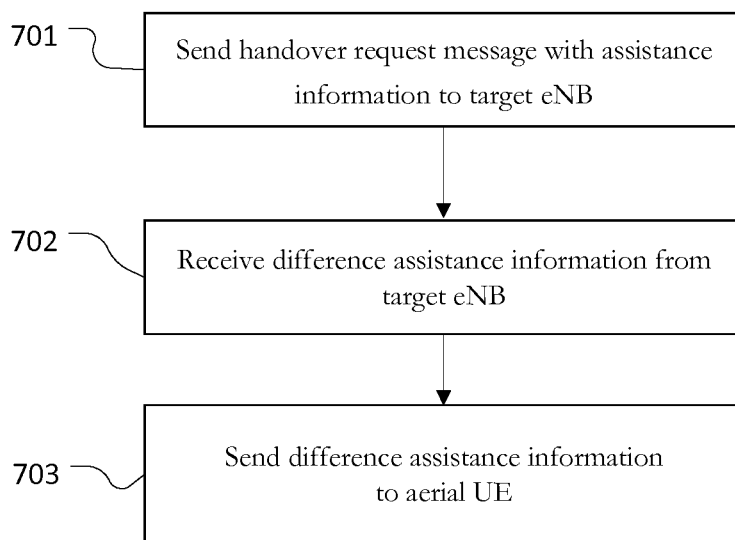 701
Send handover request message with assistance
information to target eNB
702
Receive difference assistance information from
target eNB
703
Send difference assistance information
to aerial UE